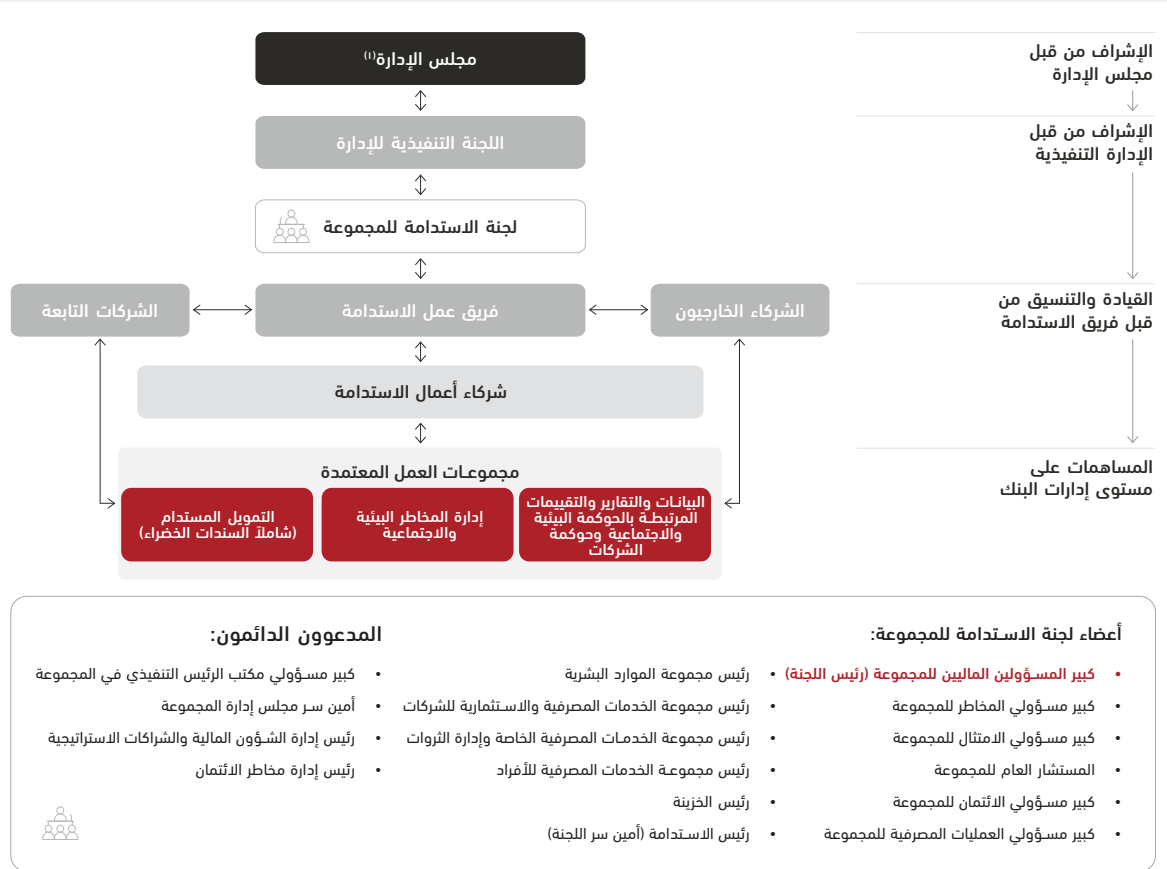 مجلس الإدارة(١)
الإشراف من قبل
مجلس الإدارة
اللجنة التنفيذية للإدارة
الإشراف من قبل
الإدارة التنفيذية
لجنة الاستدامة للمجموعة
القيادة والتنسيق من
قبل فريق الاستدامة
الشركاء الخارجيون
فريق عمل الاستدامة
الشركات التابعة
شركاء أعمال الاستدامة
المساهمات على
مستوى إدارات البنك
مجموعات العمل المعتمدة
البيانات والتقارير والتقييمات
المرتبطة بالحوكمة البيئية
والاجتماعية وحوكمة
الشركات
إدارة المخاطر البيئية
والاجتماعية
التمويل المستدام
(شاملاً السندات الخضراء)
أعضاء لجنة الاستدامة للمجموعة:
• كبير المسؤولين الماليين للمجموعة (رئيس اللجنة)
• كبير مسؤولي المخاطر للمجموعة
• كبير مسؤولي الامتثال للمجموعة
• المستشار العام للمجموعة
• كبير مسؤولي الائتمان للمجموعة
• كبير مسؤولي العمليات المصرفية للمجموعة
• رئيس مجموعة الموارد البشرية
• رئيس مجموعة الخدمات المصرفية والاستثمارية للشركات
• رئيس مجموعة الخدمات المصرفية الخاصة وإدارة الثروات
• رئيس مجموعة الخدمات المصرفية للأفراد
• رئيس الخزينة
• رئيس الاستدامة (أمين سر اللجنة)
المدعوون الدائمون:
• كبير مسؤولي مكتب الرئيس التنفيذي في المجموعة
• أمين سر مجلس إدارة المجموعة
• رئيس إدارة الشؤون المالية والشراكات الاستراتيجية
• رئيس إدارة مخاطر الائتمان